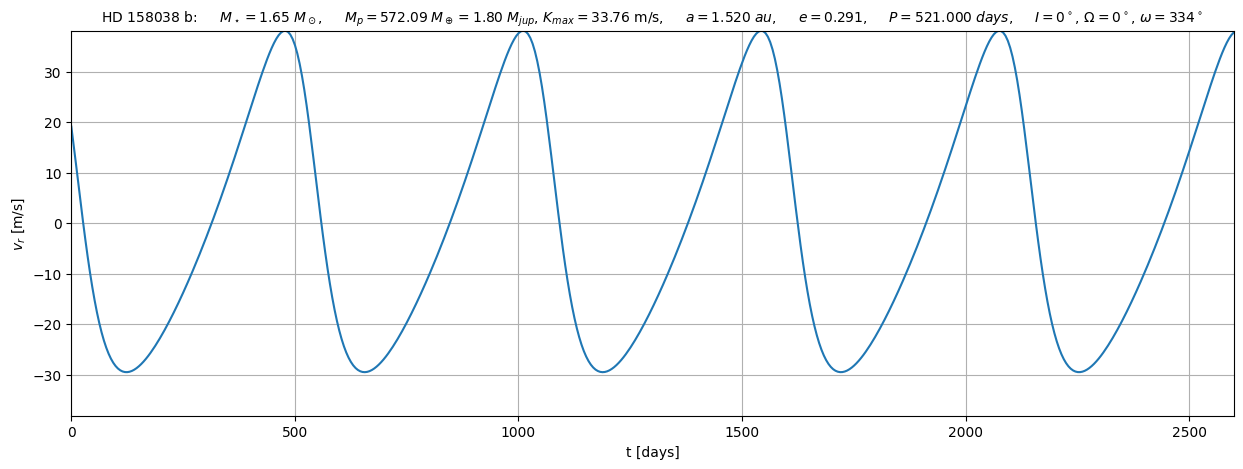 HD 158038 b: M⋆ = 1.65 M⊙, Mp = 572.09 M⊕ = 1.80 Mjup, Kmax = 33.76 m/s, a = 1.520 au, e = 0.291, P = 521.000 days, I = 0°, Ω = 0°, ω = 334°
30
20
10
0
−10
−20
−30
vr [m/s]
0 500 1000 1500 2000 2500
t [days]